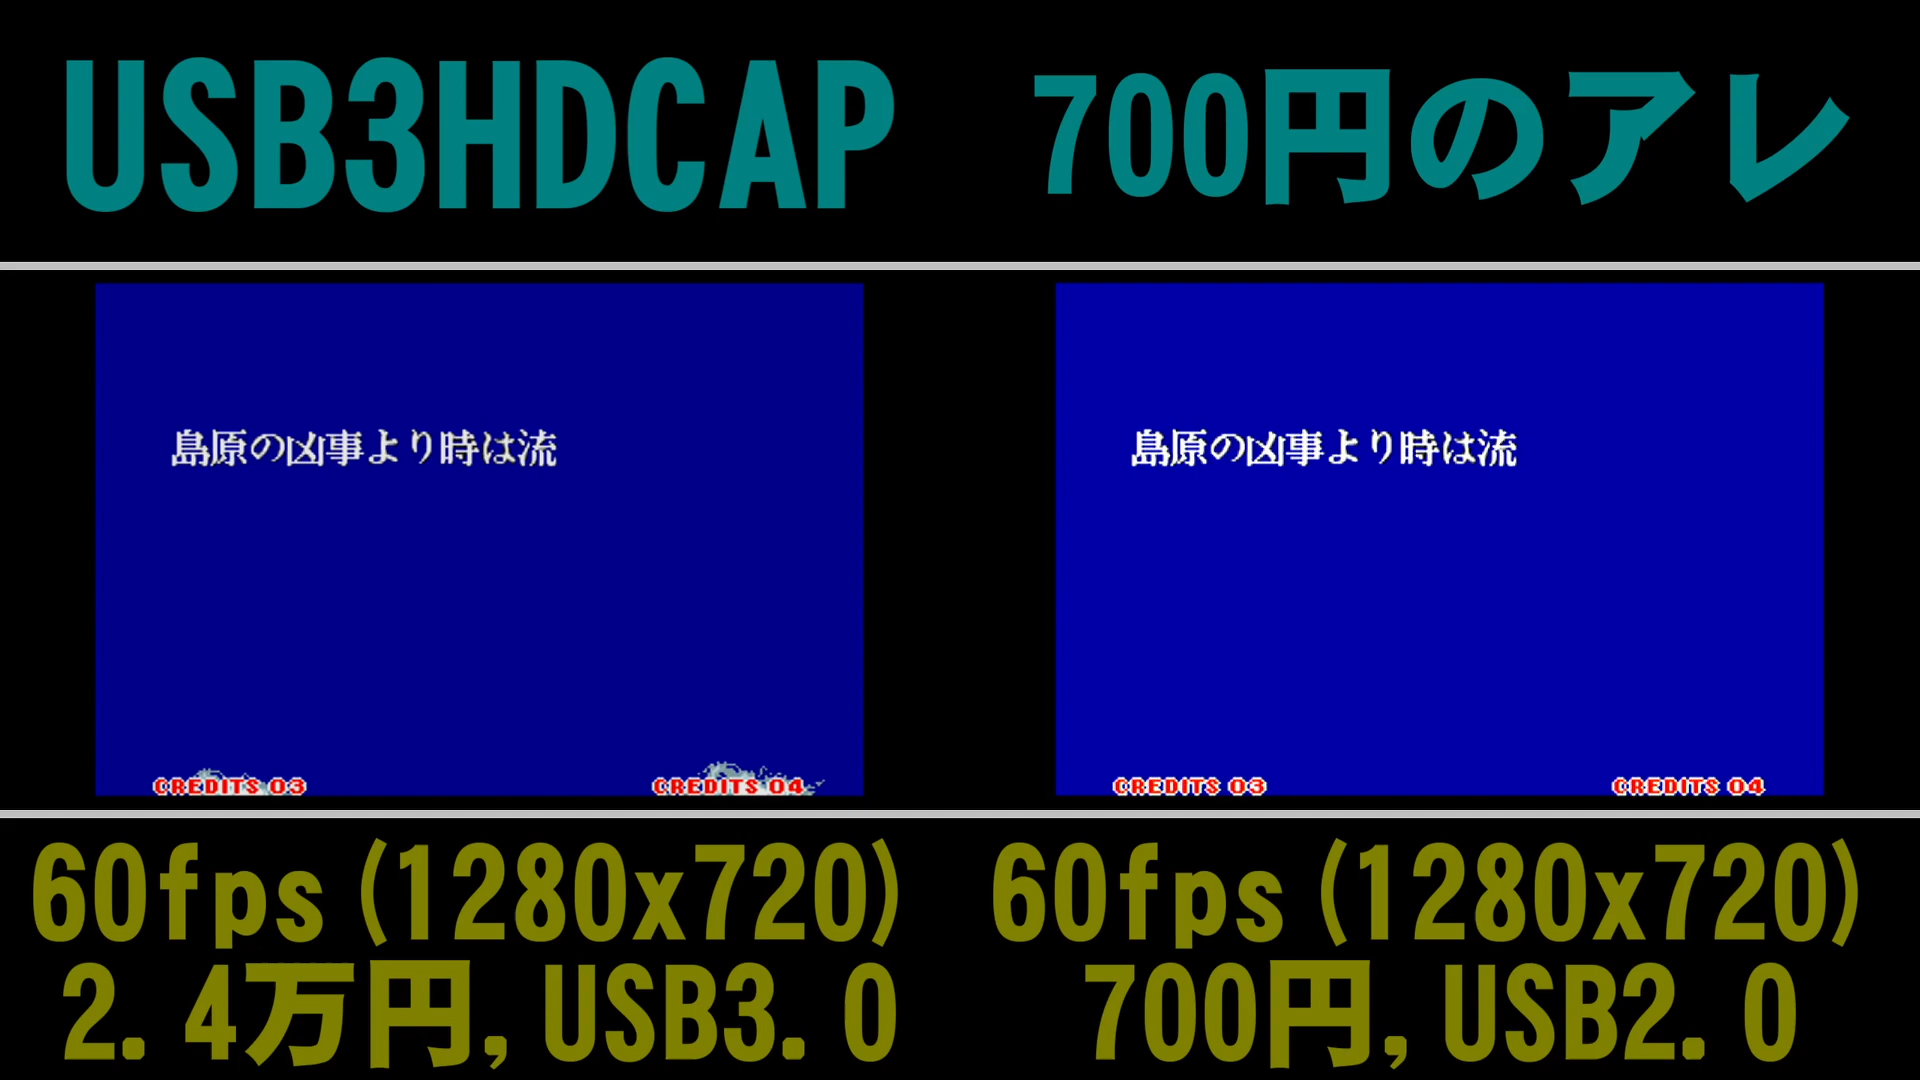 USB3HDCAP
700円のアレ
島原の凶事より時は流
CREDITS 03
CREDITS 04
島原の凶事より時は流
CREDITS 03
CREDITS 04
60fps(1280x720)
2.4万円,USB3.0
60fps(1280x720)
700円,USB2.0